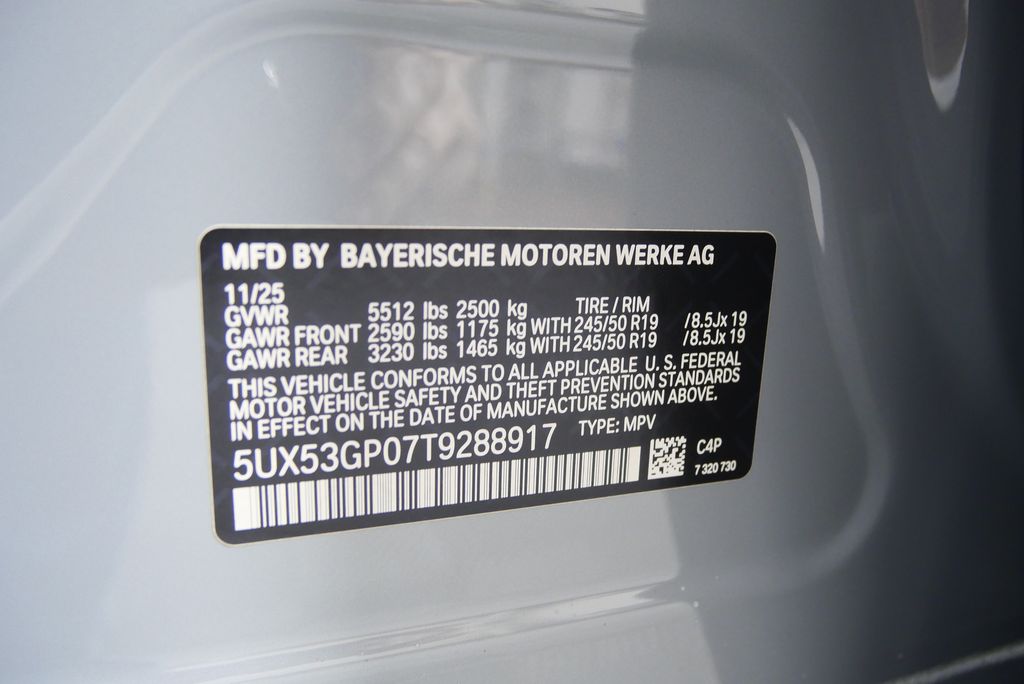 MFD BY BAYERISCHE MOTOREN WERKE AG
11/25
GVWR 5512 lbs 2500 kg TIRE / RIM
GAWR FRONT 2590 lbs 1175 kg WITH 245/50 R19 /8.5Jx 19
GAWR REAR 3230 lbs 1465 kg WITH 245/50 R19 /8.5Jx 19
THIS VEHICLE CONFORMS TO ALL APPLICABLE U. S. FEDERAL
MOTOR VEHICLE SAFETY AND THEFT PREVENTION STANDARDS
IN EFFECT ON THE DATE OF MANUFACTURE SHOWN ABOVE.
5UX53GP07T9288917 TYPE: MPV
C4P
7 320 730